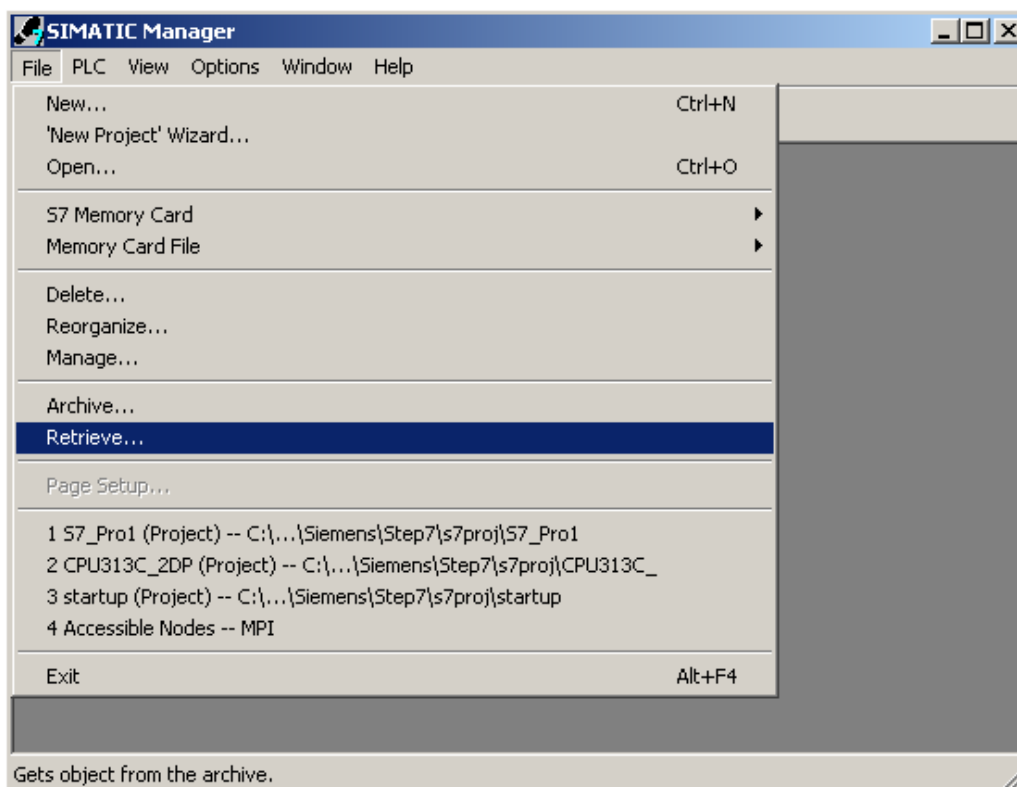 SIMATIC Manager
File PLC View Options Window Help
New... Ctrl+N
'New Project' Wizard...
Open... Ctrl+O
S7 Memory Card
Memory Card File
Delete...
Reorganize...
Manage...
Archive...
Retrieve...
Page Setup...
1 S7_Pro1 (Project) -- C:\...\Siemens\Step7\s7proj\S7_Pro1
2 CPU313C_2DP (Project) -- C:\...\Siemens\Step7\s7proj\CPU313C_
3 startup (Project) -- C:\...\Siemens\Step7\s7proj\startup
4 Accessible Nodes -- MPI
Exit Alt+F4
Gets object from the archive.